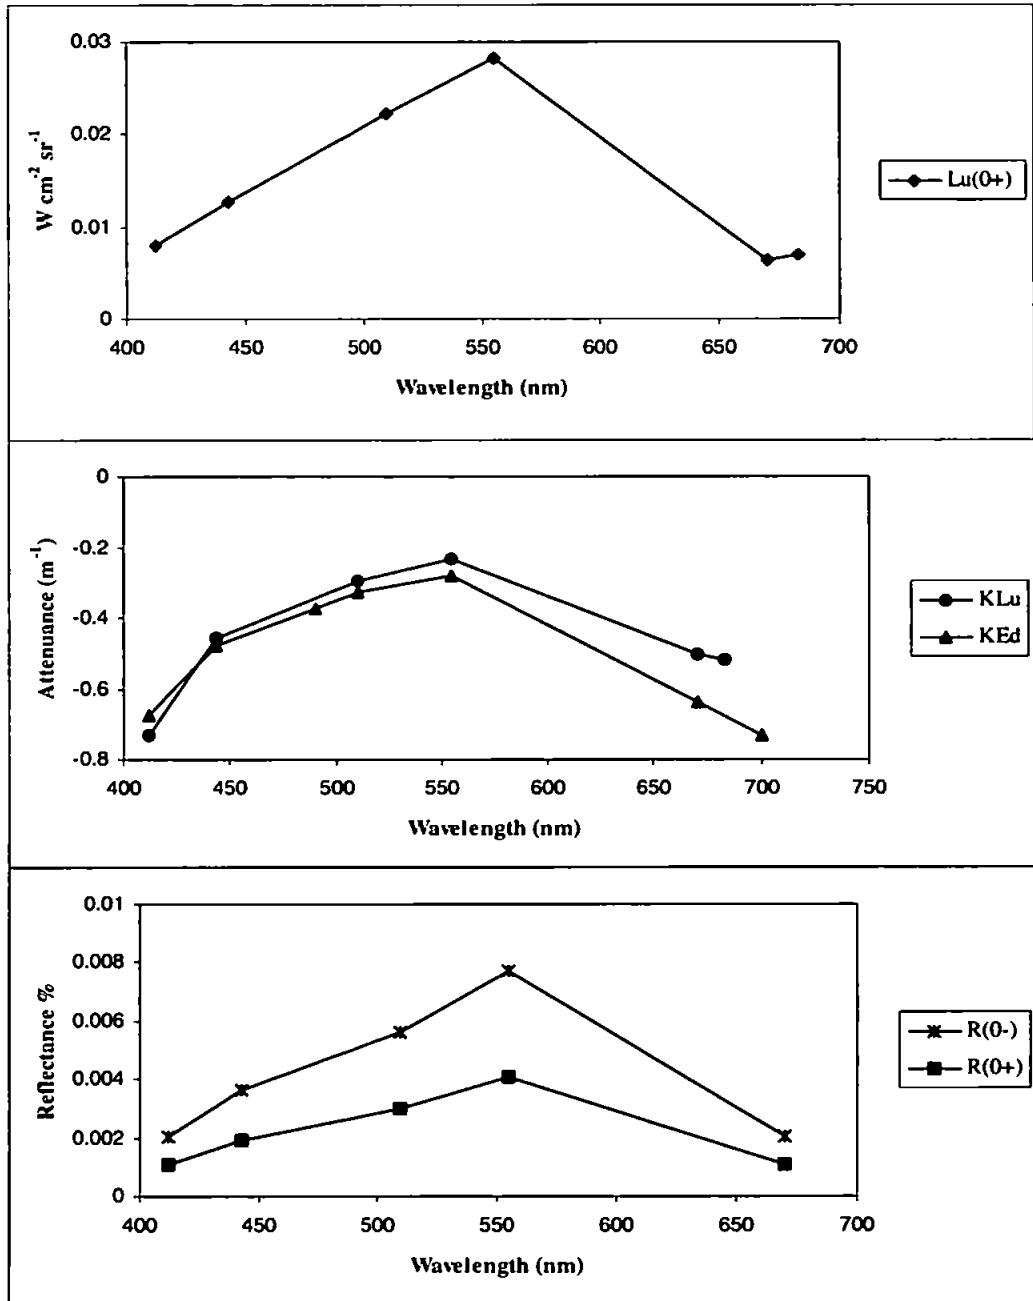 0.03
0.02
0.01
0
W cm-2 sr-1
400 450 500 550 600 650 700
Wavelength (nm)
Lu(0+)
0
-0.2
-0.4
-0.6
-0.8
Attenuance (m-1)
400 450 500 550 600 650 700 750
Wavelength (nm)
KLu
KEd
0.01
0.008
0.006
0.004
0.002
0
Reflectance %
400 450 500 550 600 650 700
Wavelength (nm)
R(0-)
R(0+)